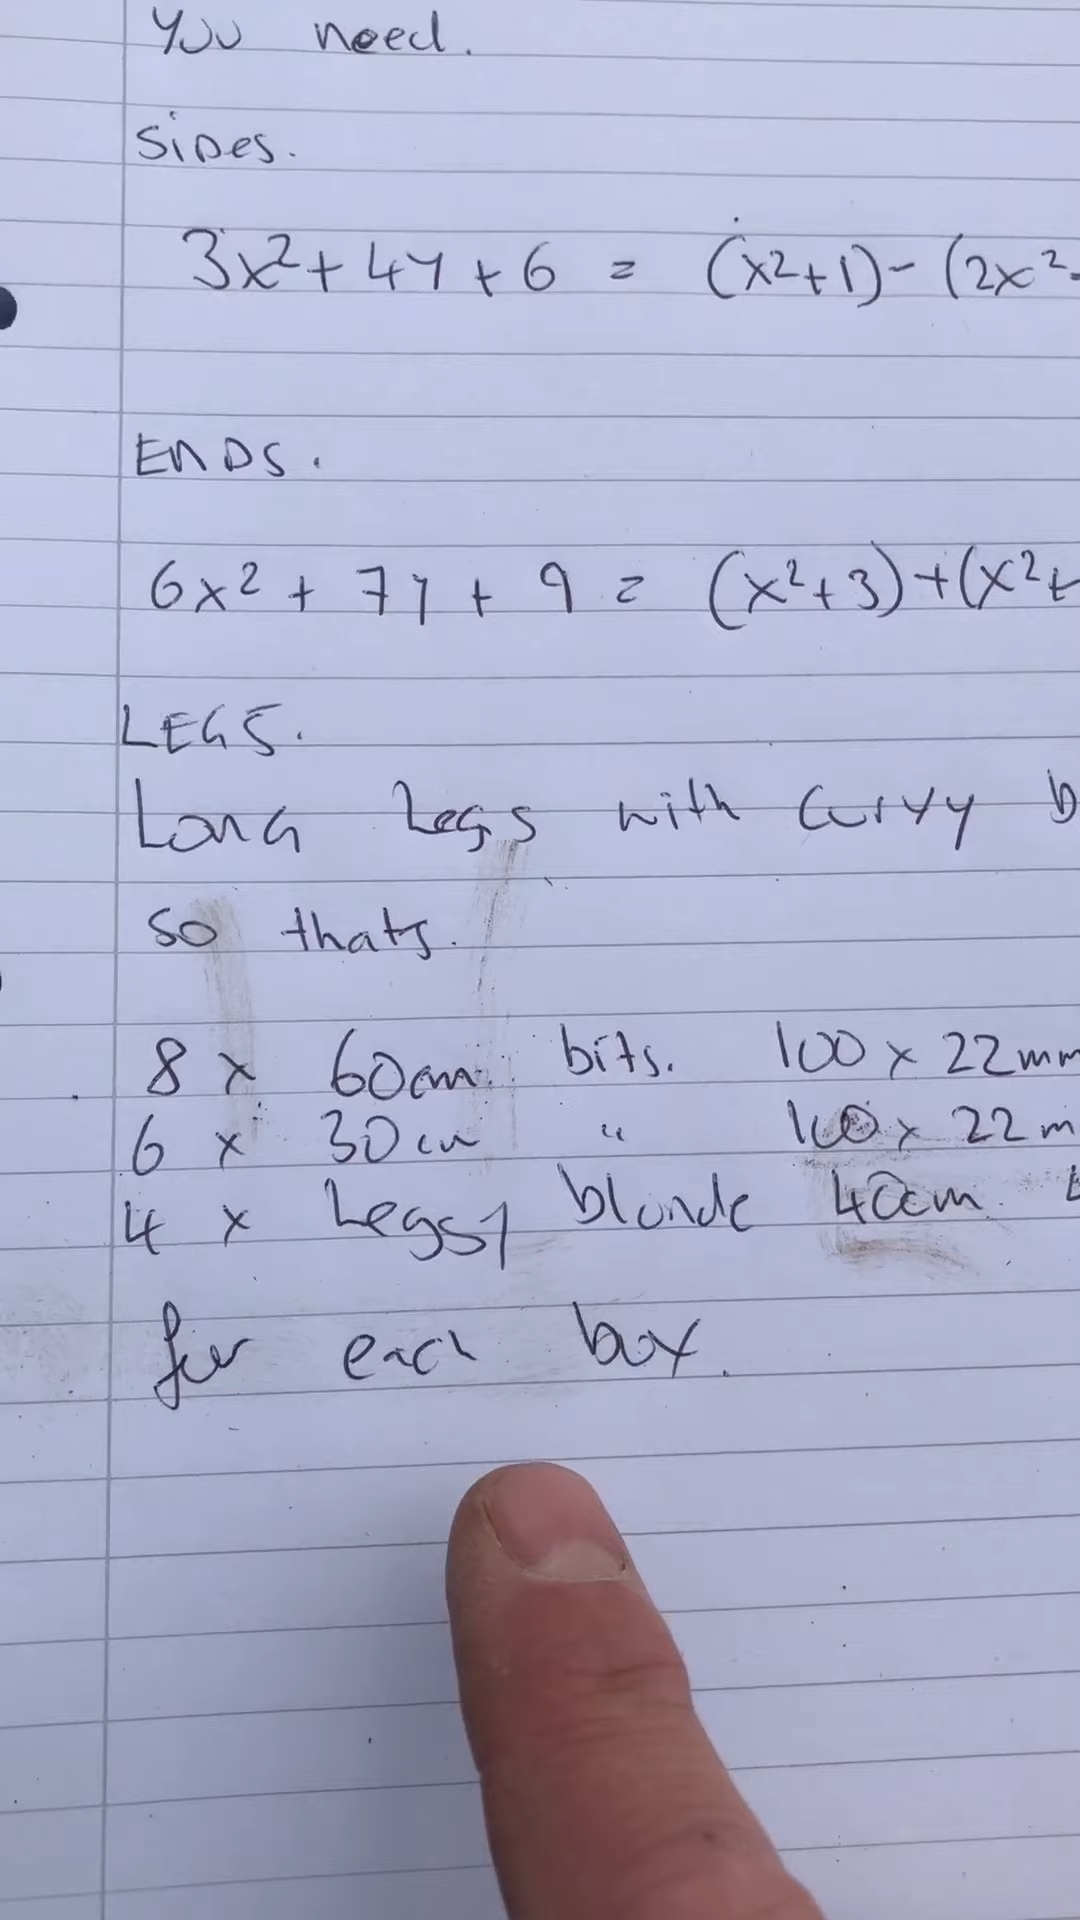 You need.
SiDes.
3x² + 4y + 6 = (x²+1) - (2x²
ENDS.
6x² + 7y + 9 = (x²+3) + (x²+
LEGS.
Long Legs with Curvy b
so thats.
8 x 60cm bits. 100 x 22mm
6 x 30cm " 100 x 22m
4 x Legsy blonde 40cm
for each box.